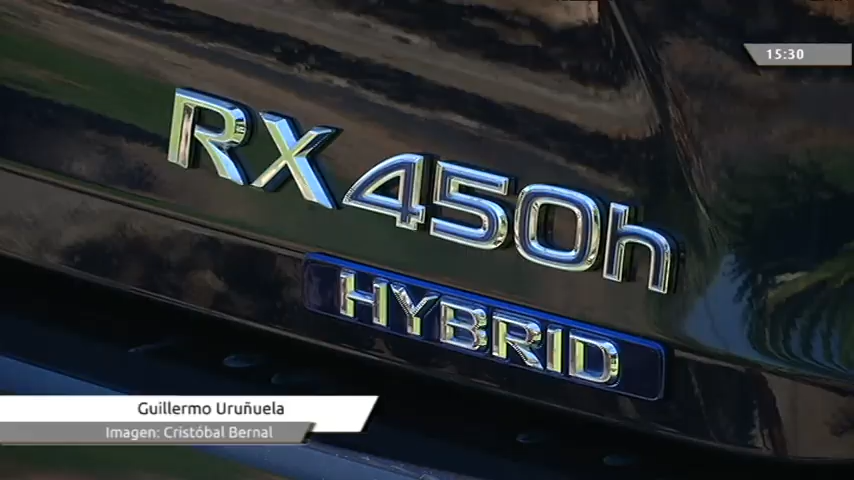 15:30
RX 450h
HYBRID
Guillermo Uruñuela
Imagen: Cristóbal Bernal